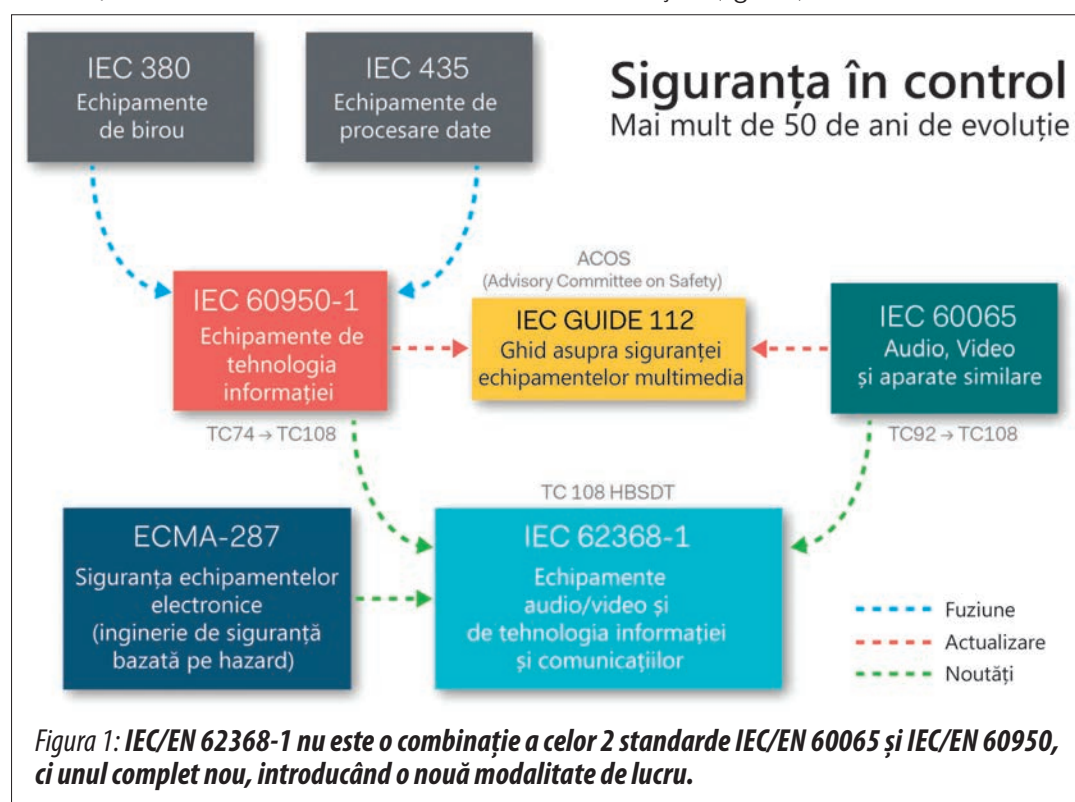 IEC 380
Echipamente
de birou
IEC 435
Echipamente de
procesare date
Siguranța în control
Mai mult de 50 de ani de evoluție
IEC 60950-1
Echipamente de
tehnologia
informației
TC74 → TC108
ACOS
(Advisory Committee on Safety)
IEC GUIDE 112
Ghid asupra siguranței
echipamentelor multimedia
IEC 60065
Audio, Video
și aparate similare
TC92 → TC108
ECMA-287
Siguranța echipamentelor
electronice
(inginerie de siguranță
bazată pe hazard)
TC 108 HBSDT
IEC 62368-1
Echipamente
audio/video și
de tehnologia informației
și comunicațiilor
Fuziune
Actualizare
Noutăți
Figura 1: IEC/EN 62368-1 nu este o combinație a celor 2 standarde IEC/EN 60065 și IEC/EN 60950,
ci unul complet nou, introducând o nouă modalitate de lucru.